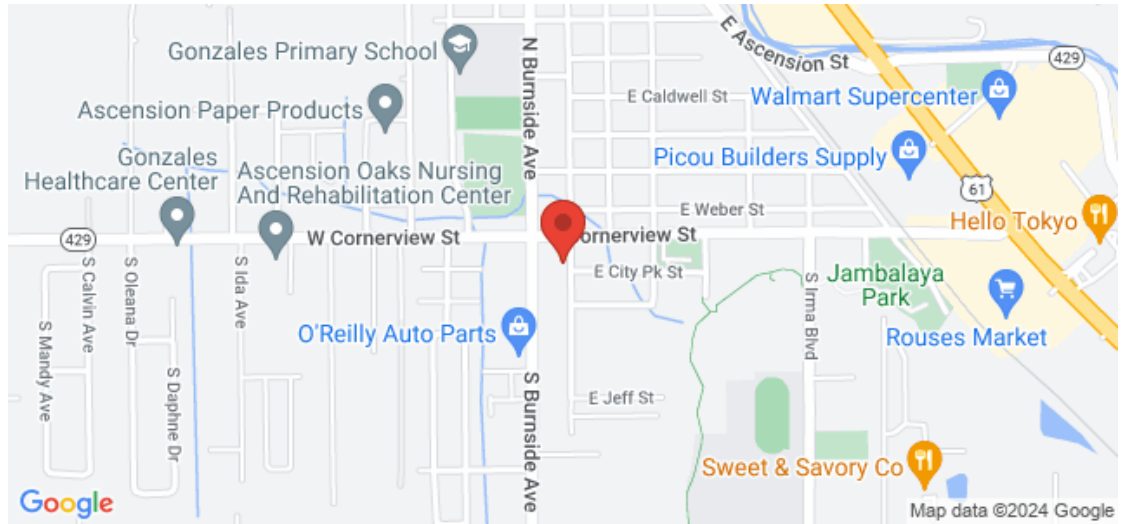 Gonzales Primary School
Ascension Paper Products
Gonzales
Healthcare Center
Ascension Oaks Nursing
And Rehabilitation Center
N Burnside Ave
E Ascension St
429
E Caldwell St
Walmart Supercenter
Picou Builders Supply
61
E Weber St
Hello Tokyo
429
W Cornerview St
ornerview St
E City Pk St
Jambalaya
Park
Rouses Market
S Calvin Ave
S Oleana Dr
S Ida Ave
S Mandy Ave
S Daphne Dr
O'Reilly Auto Parts
S Irma Blvd
S Burnside Ave
E Jeff St
Sweet & Savory Co
Google
Map data ©2024 Google